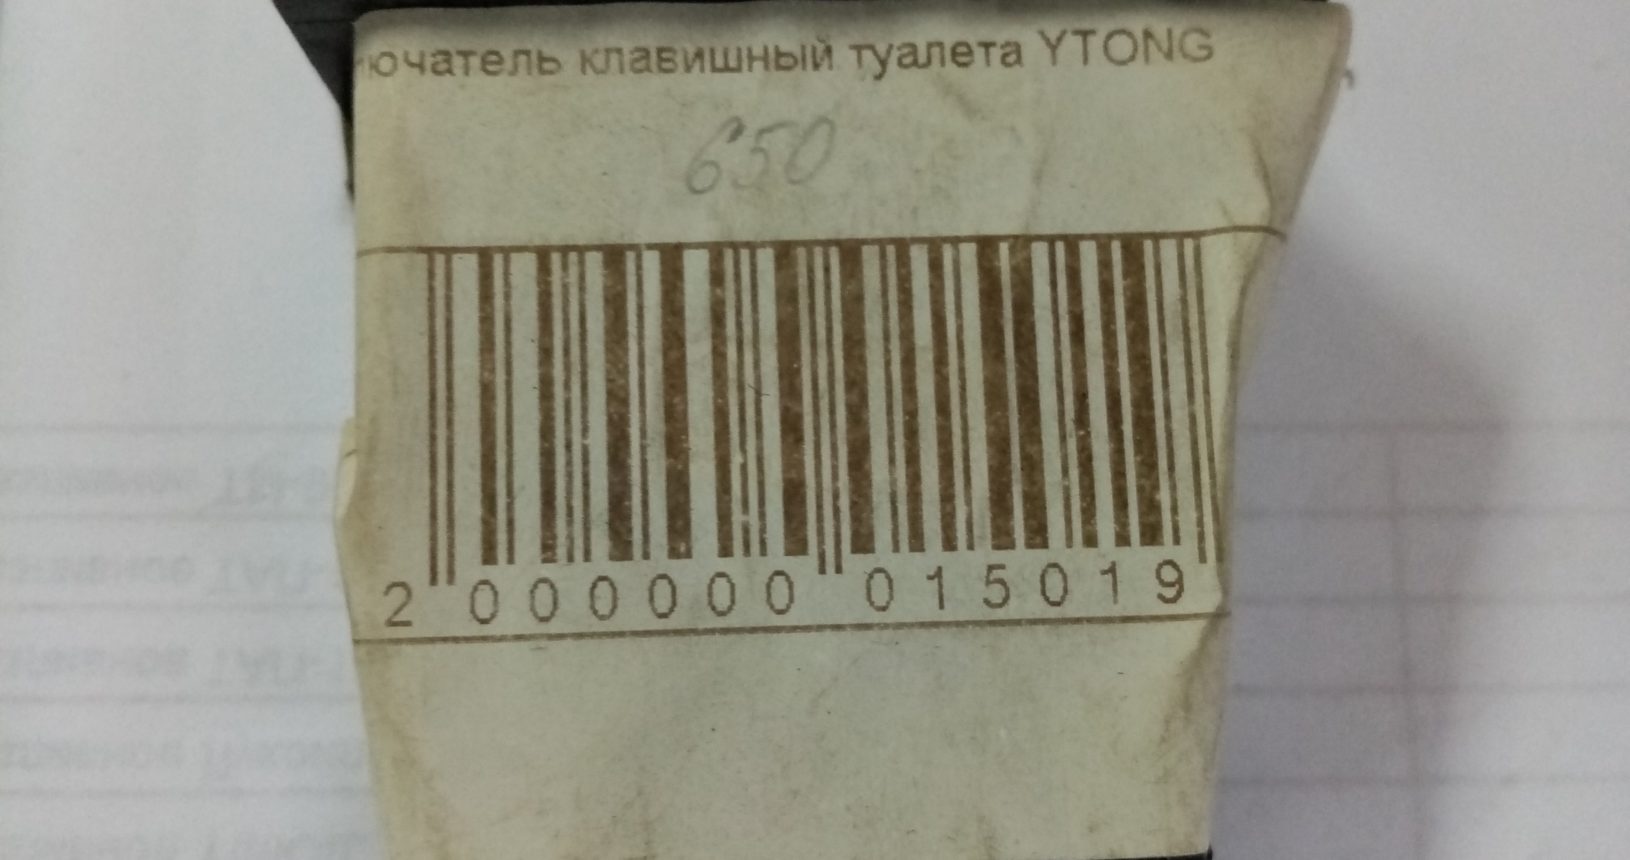 ючатель клавишный туалета YTONG
650
2 000000 015019